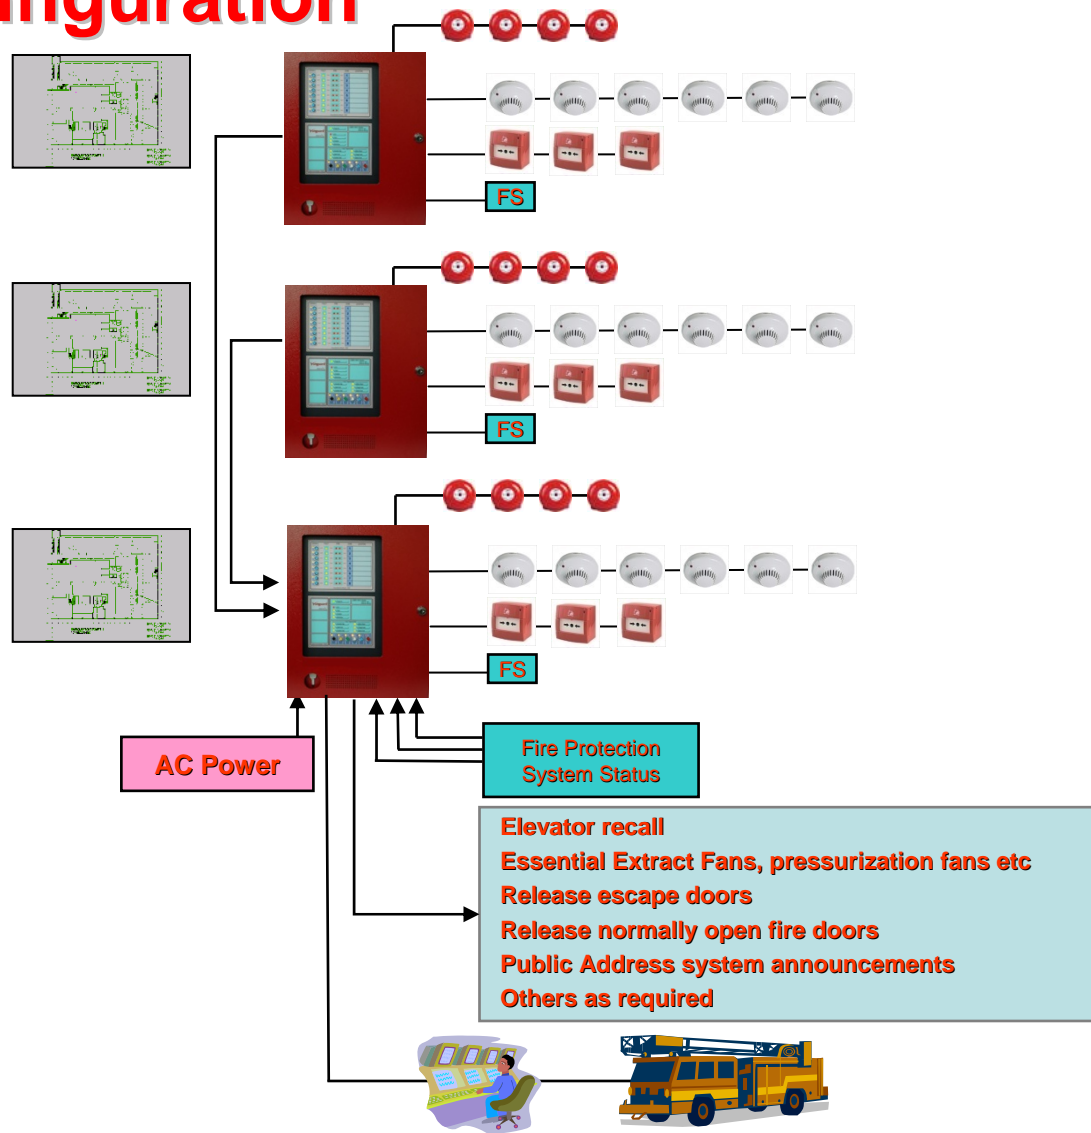 nfiguration
FS
FS
FS
AC Power
Fire Protection
System Status
Elevator recall
Essential Extract Fans, pressurization fans etc
Release escape doors
Release normally open fire doors
Public Address system announcements
Others as required